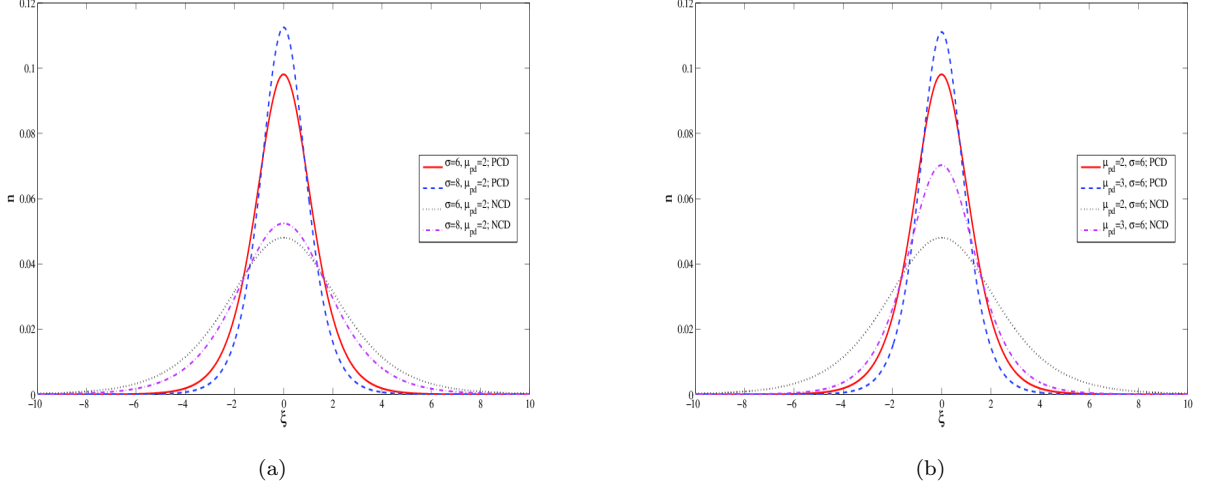 0.12
0.1
0.08
0.06
0.04
0.02
0
n
−10
−8
−6
−4
−2
0
2
4
6
8
10
ξ
σ=6, μpd=2; PCD
σ=8, μpd=2; PCD
σ=6, μpd=2; NCD
σ=8, μpd=2; NCD
(a)
0.12
0.1
0.08
0.06
0.04
0.02
0
n
−10
−8
−6
−4
−2
0
2
4
6
8
10
ξ
μpd=2, σ=6; PCD
μpd=3, σ=6; PCD
μpd=2, σ=6; NCD
μpd=3, σ=6; NCD
(b)